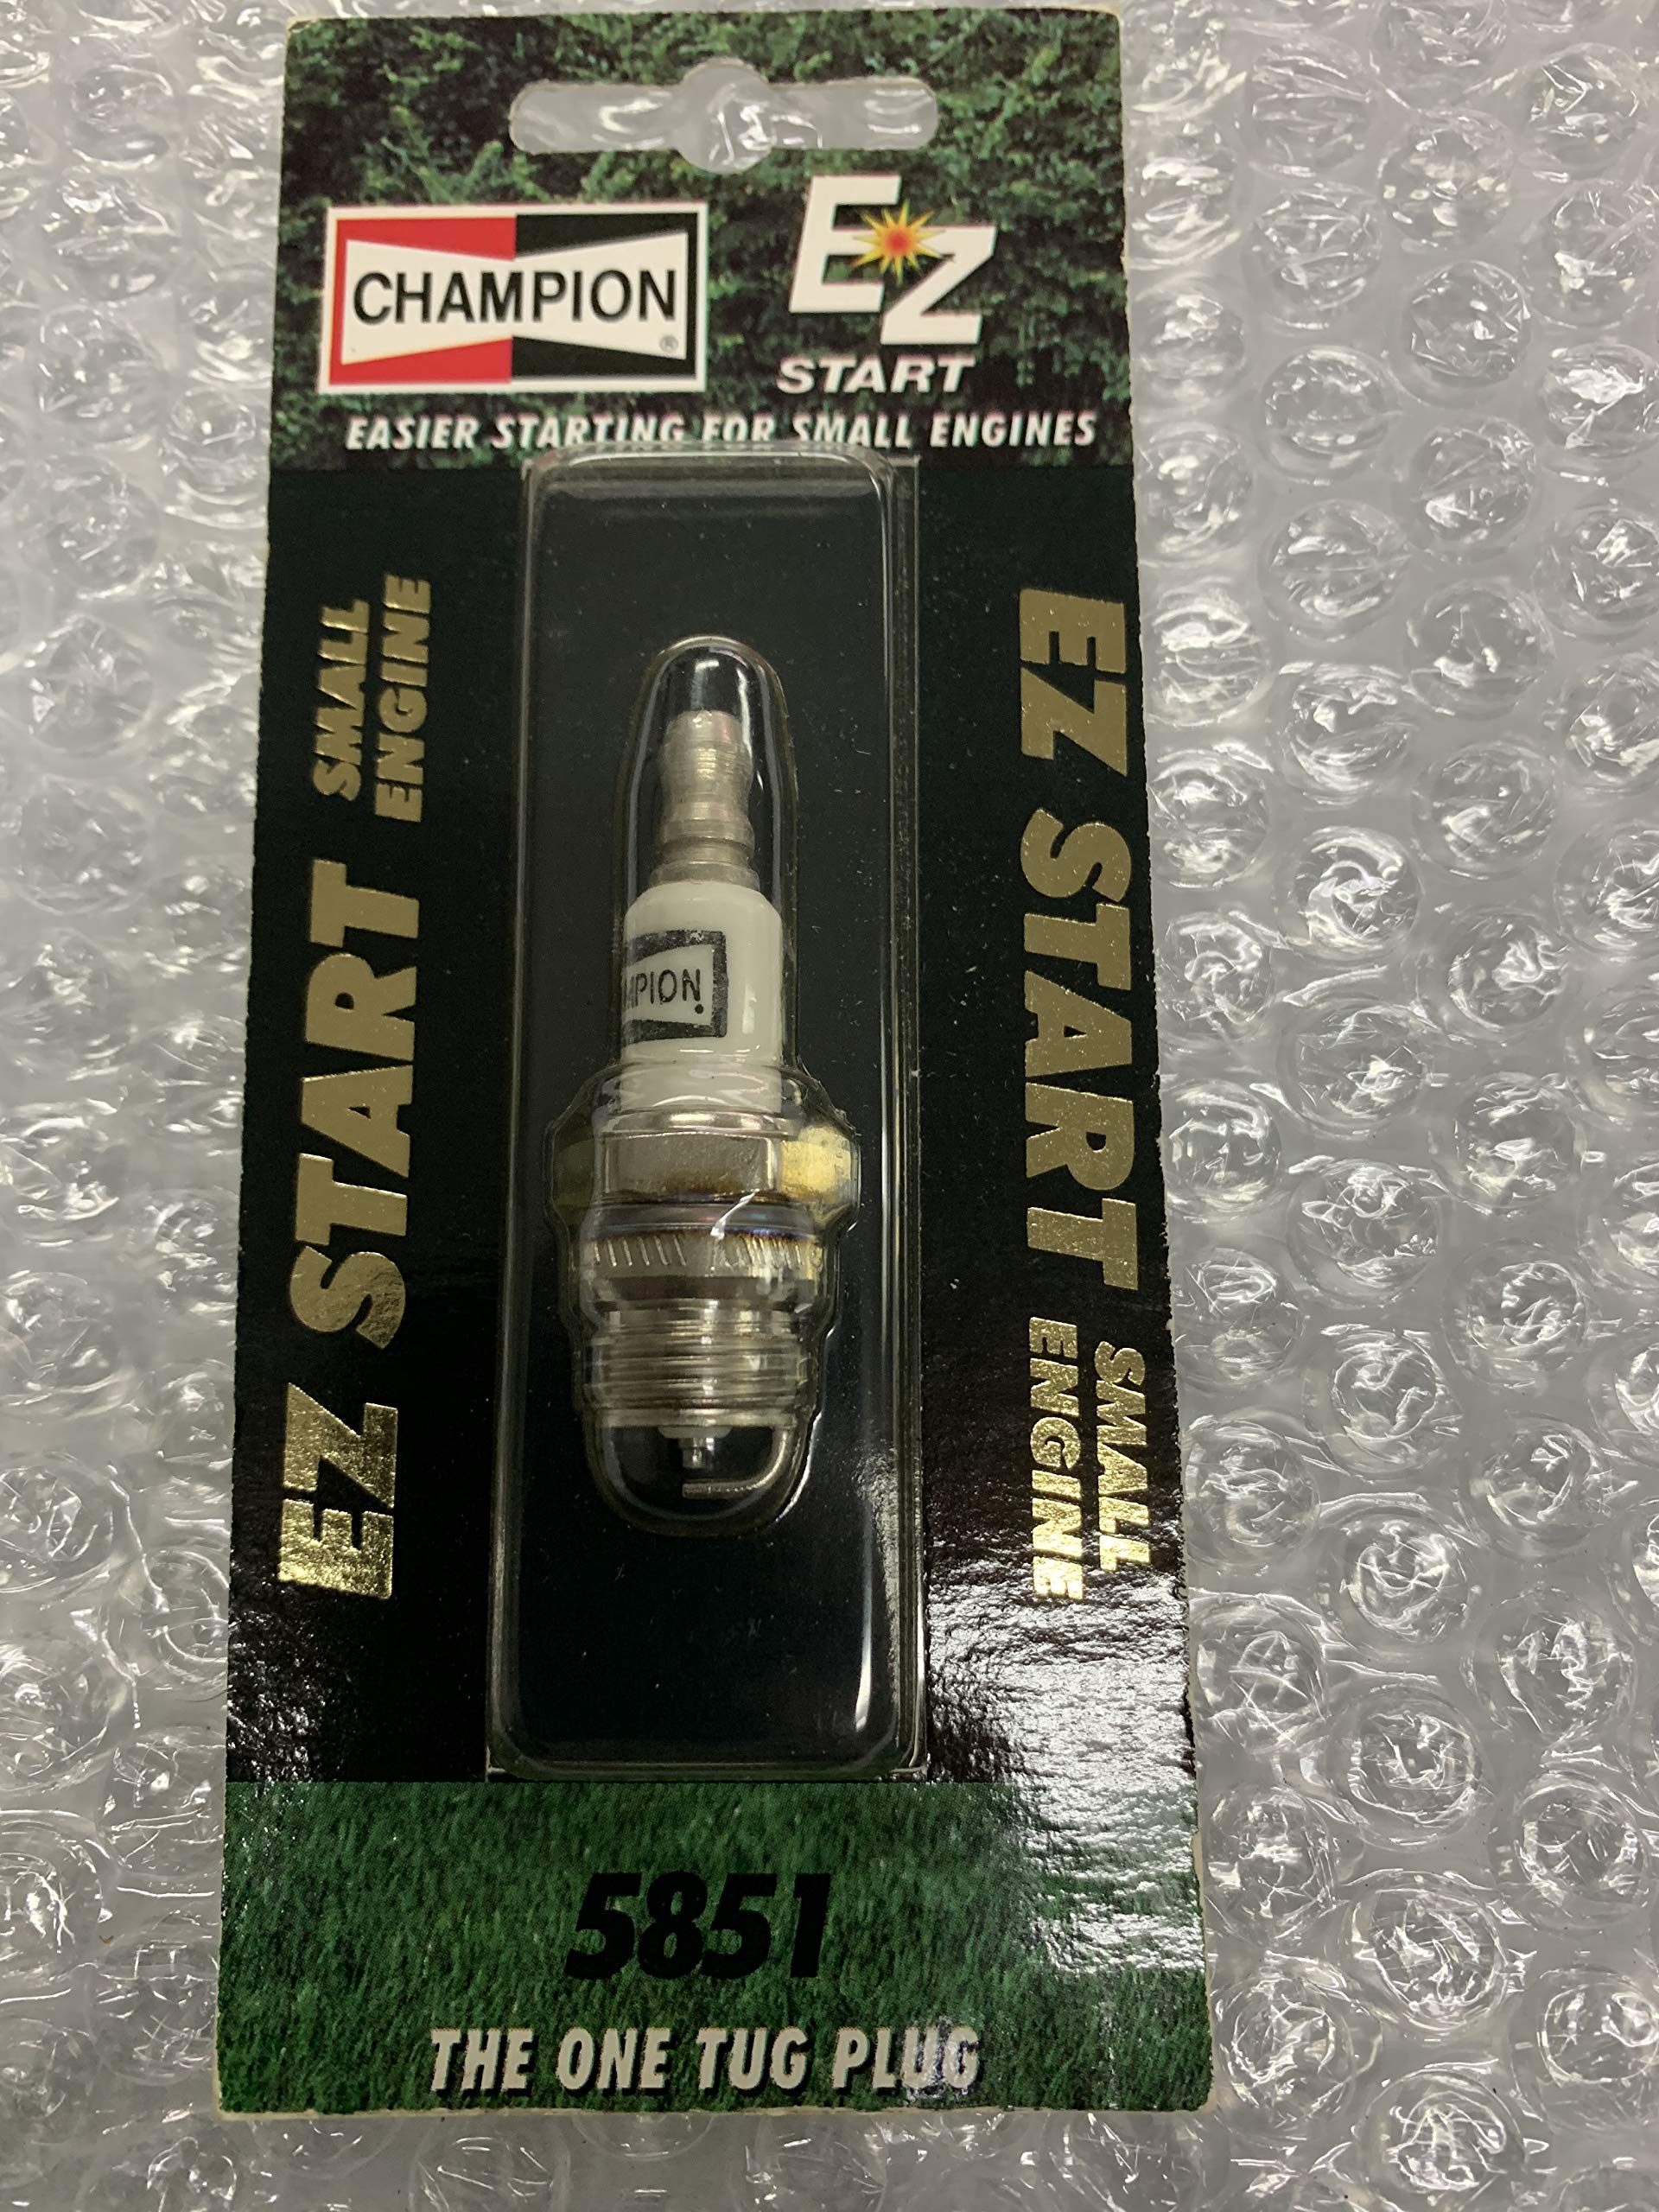 CHAMPION
®
EZ
START
EASIER STARTING FOR SMALL ENGINES
EZ START SMALL
ENGINE
MPION
EZ START SMALL
ENGINE
5851
THE ONE TUG PLUG